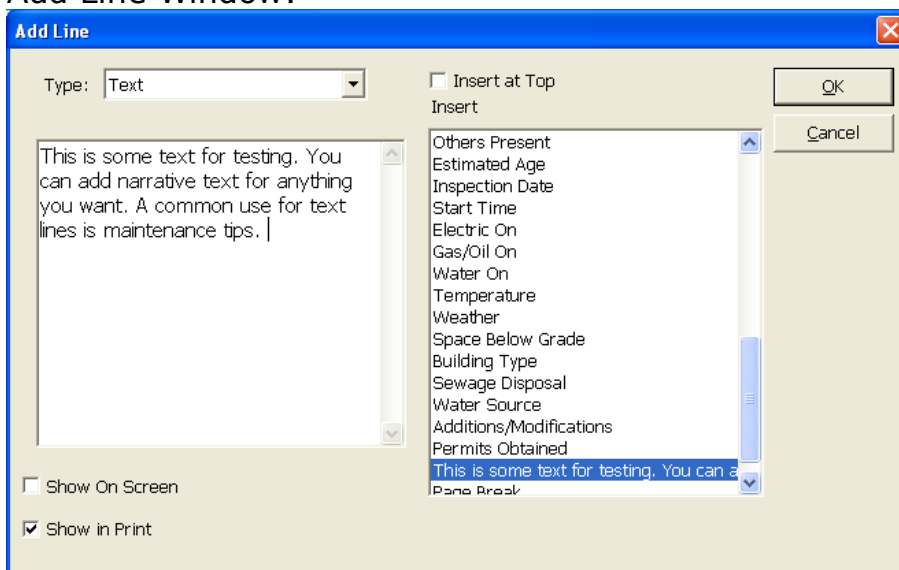 Add Line Window:
Add Line
Type: Text
This is some text for testing. You
can add narrative text for anything
you want. A common use for text
lines is maintenance tips.
Show On Screen
Show in Print
Insert at Top
Insert
Others Present
Estimated Age
Inspection Date
Start Time
Electric On
Gas/Oil On
Water On
Temperature
Weather
Space Below Grade
Building Type
Sewage Disposal
Water Source
Additions/Modifications
Permits Obtained
This is some text for testing. You can a
Page Break
OK
Cancel